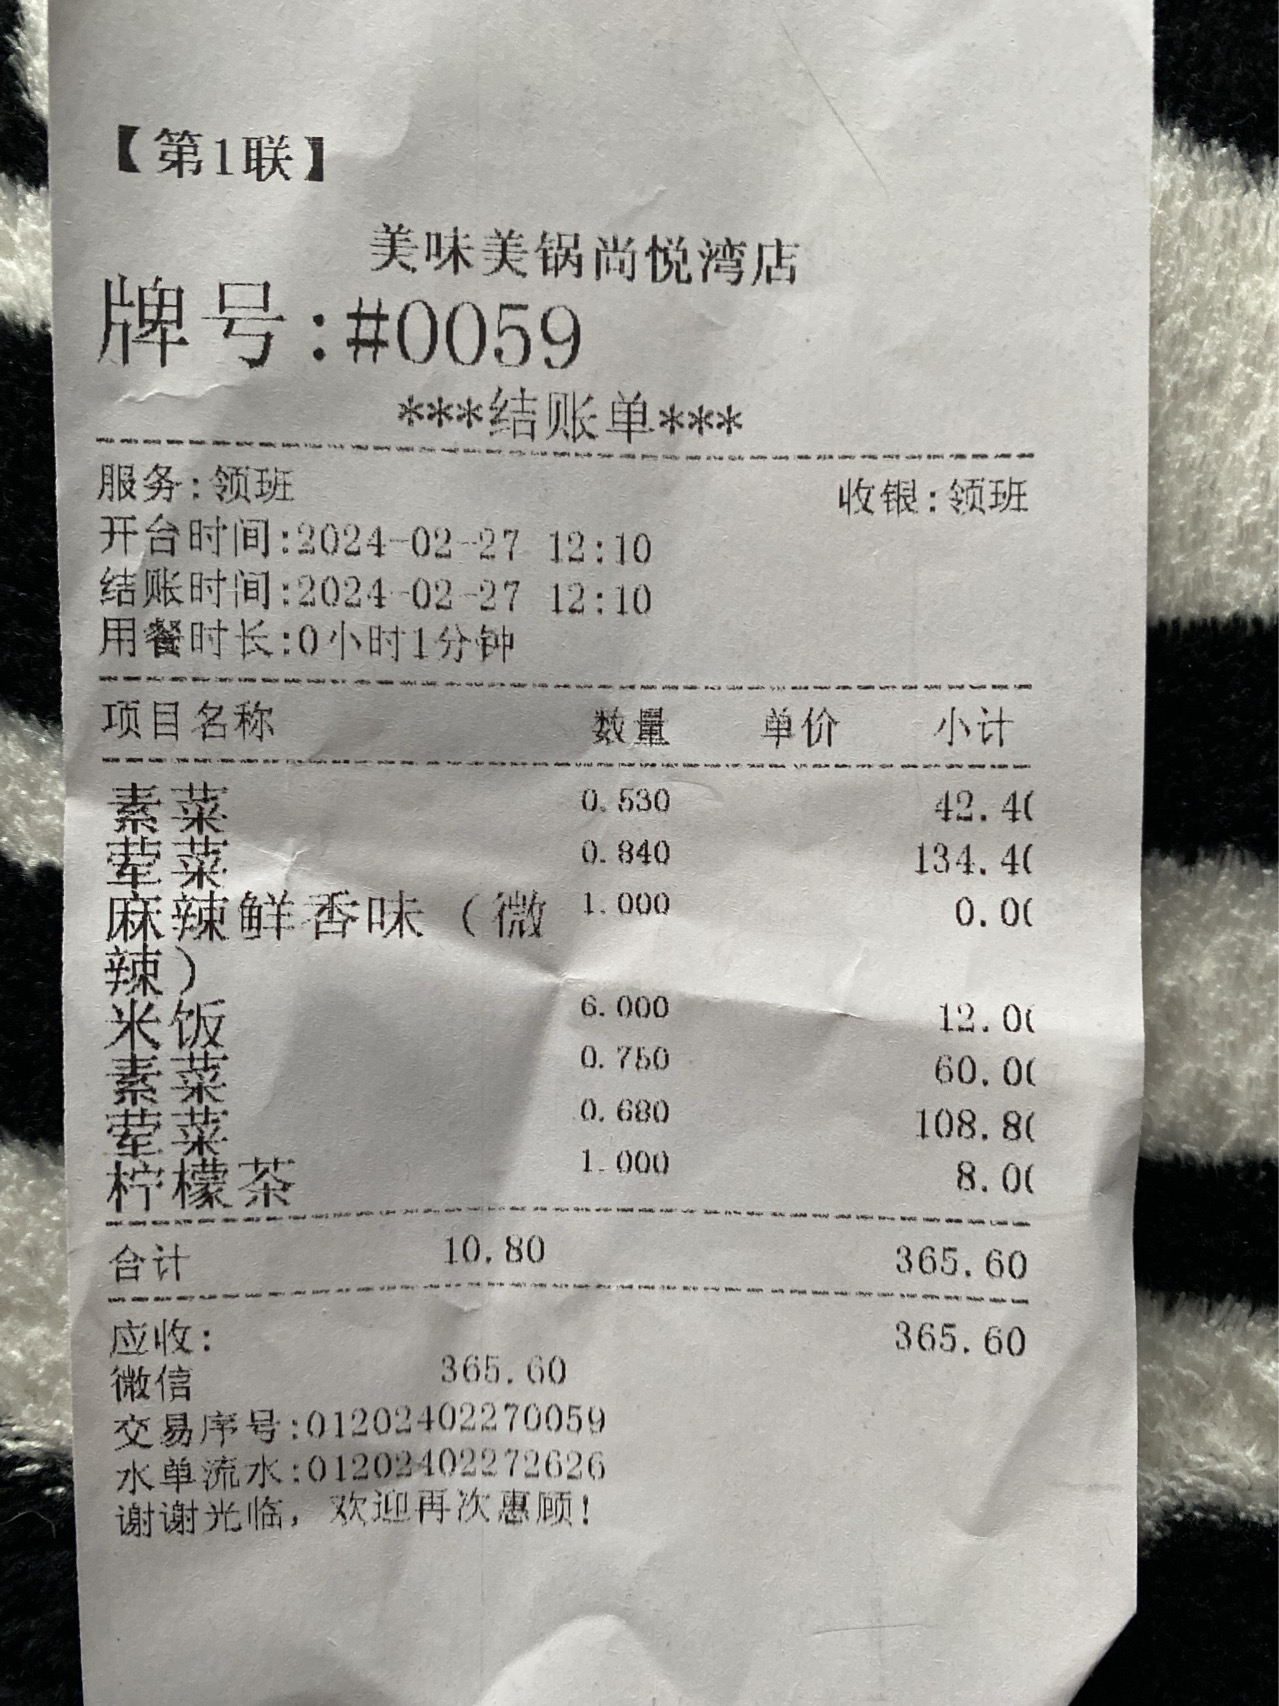 【第1联】
美味美锅尚悦湾店
牌号:#0059
***结账单***
服务:领班 收银:领班
开台时间:2024-02-27 12:10
结账时间:2024-02-27 12:10
用餐时长:0小时1分钟
项目名称 数量 单价 小计
素菜 0.530 42.4(
荤菜 0.840 134.4(
麻辣鲜香味（微 1.000 0.0(
辣）
米饭 6.000 12.0(
素菜 0.750 60.0(
荤菜 0.680 108.8(
柠檬茶 1.000 8.0(
合计 10.80 365.60
应收: 365.60
微信 365.60
交易序号:01202402270059
水单流水:01202402272626
谢谢光临，欢迎再次惠顾!